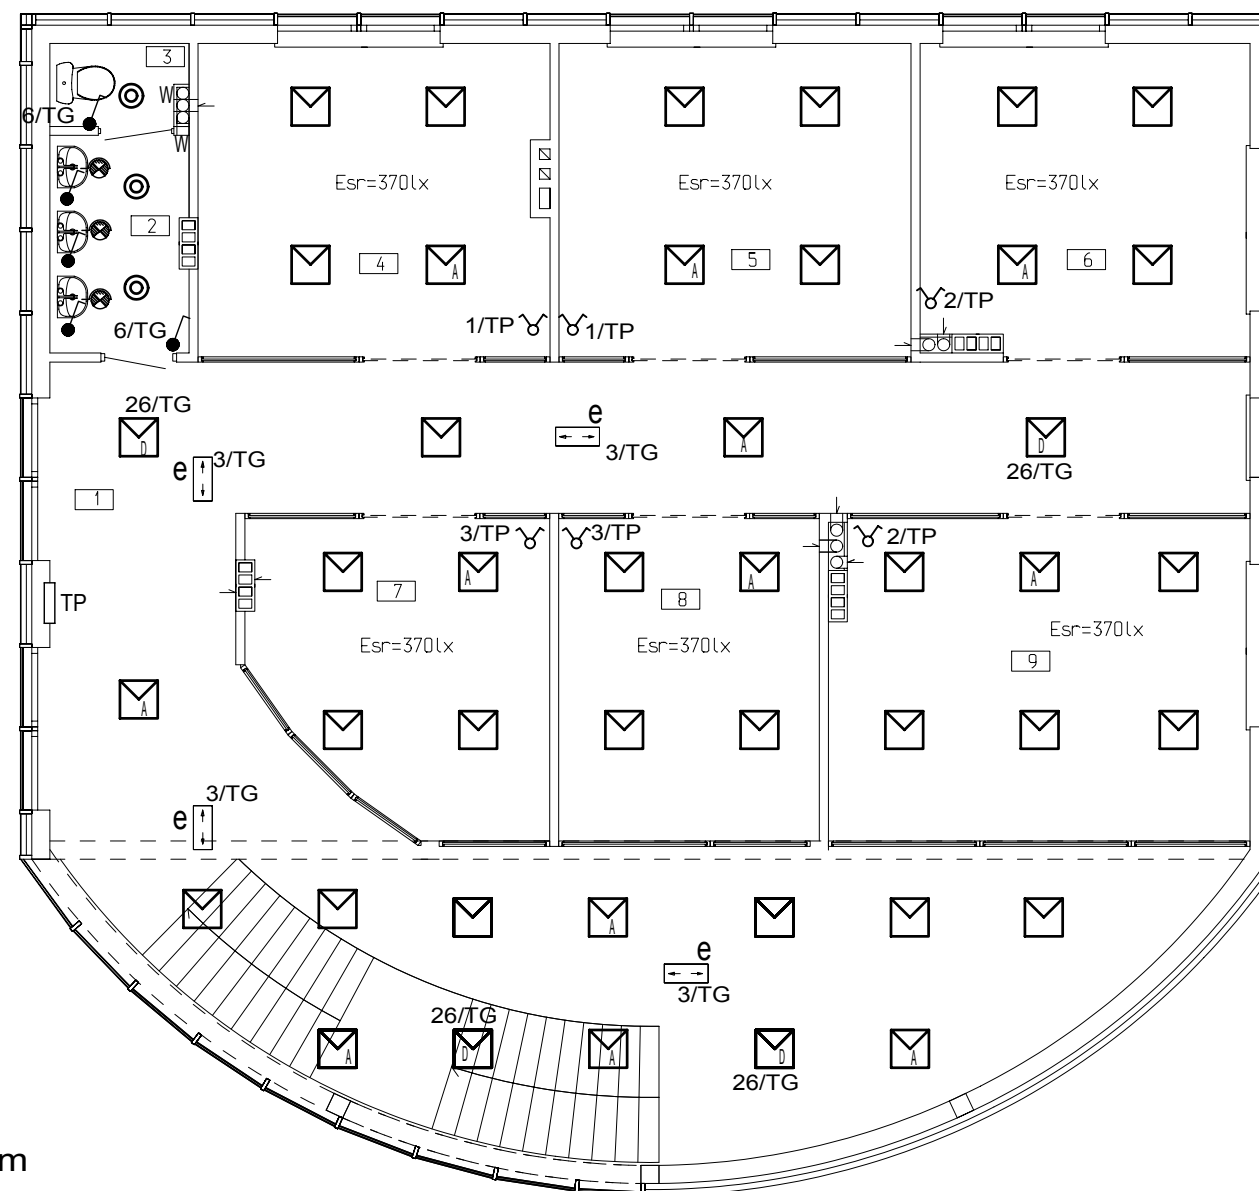 3
W
6/TG
W
Esr=370lx
Esr=370lx
Esr=370lx
2
4
A
A
5
A
6
6/TG
1/TP
1/TP
2/TP
26/TG
D
e
3/TG
A
D
26/TG
e
3/TG
1
3/TP
3/TP
2/TP
A
A
A
7
8
TP
Esr=370lx
Esr=370lx
Esr=370lx
9
A
e
3/TG
A
e
3/TG
26/TG
A
D
A
D
A
26/TG
m